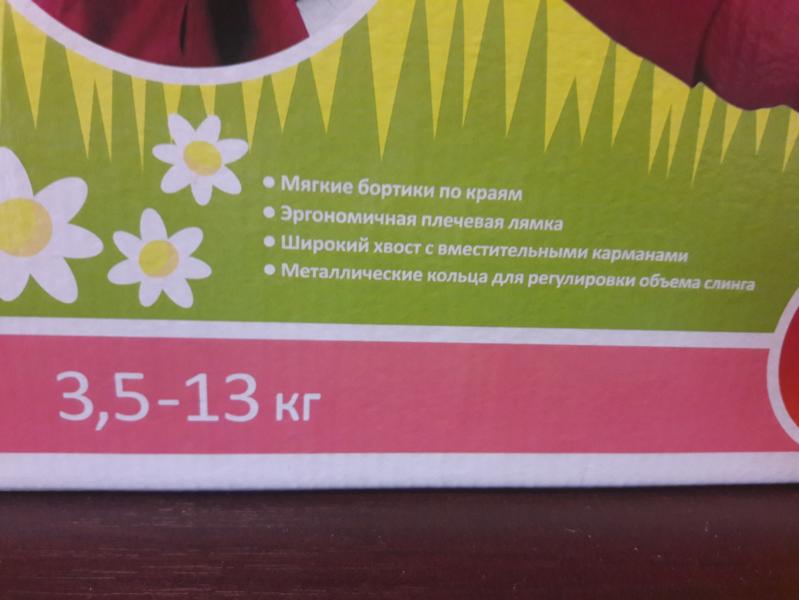 • Мягкие бортики по краям
• Эргономичная плечевая лямка
• Широкий хвост с вместительными карманами
• Металлические кольца для регулировки объема слинга
3,5-13 кг